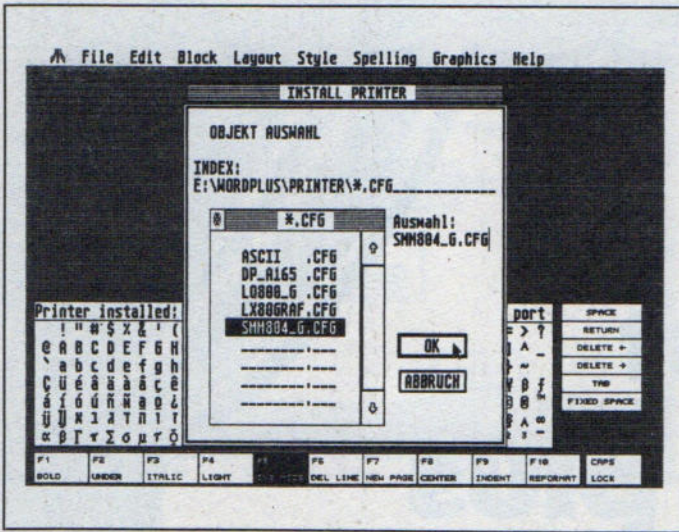 File Edit Block Layout Style Spelling Graphics Help
INSTALL PRINTER
OBJEKT AUSWAHL
INDEX:
E:\WORDPLUS\PRINTER\*.CFG
*.CFG
Auswahl:
SMM804_G.CFG
ASCII .CFG
DP_A165 .CFG
LQ800_G .CFG
LX80GRAF.CFG
SMM804_G.CFG
OK
ABBRUCH
Printer installed:
port
! " # $ % & ' (
@ A B C D E F G H
` a b c d e f g h
Ç ü é â ä à å ç ê
á í ó ú ñ Ñ
α β Γ π Σ σ µ τ
SPACE
RETURN
DELETE ←
DELETE →
TAB
FIXED SPACE
F1 F2 F3 F4 F6 F7 F8 F9 F10 CAPS
BOLD UNDER ITALIC LIGHT DEL LINE NEW PAGE CENTER INDENT REFORMAT LOCK